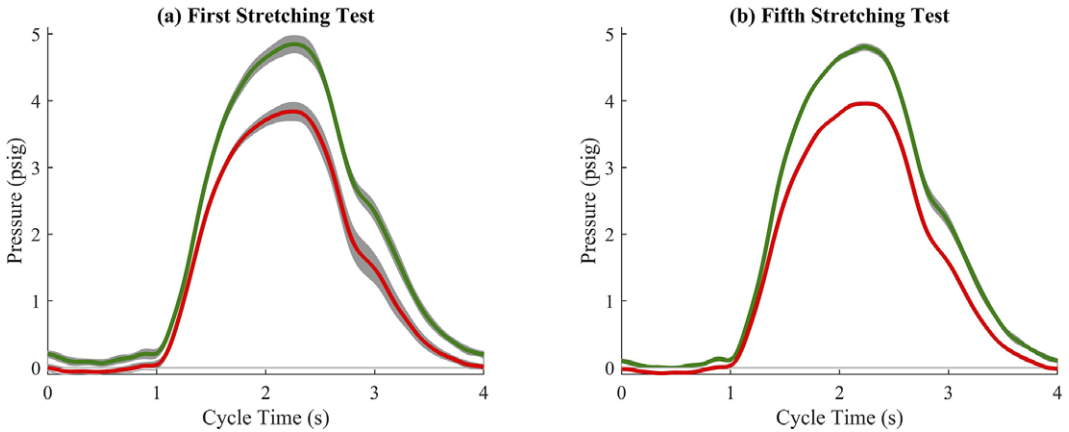 (a) First Stretching Test
5
4
3
2
1
0
Pressure (psig)
0 1 2 3 4
Cycle Time (s)
(b) Fifth Stretching Test
5
4
3
2
1
0
Pressure (psig)
0 1 2 3 4
Cycle Time (s)